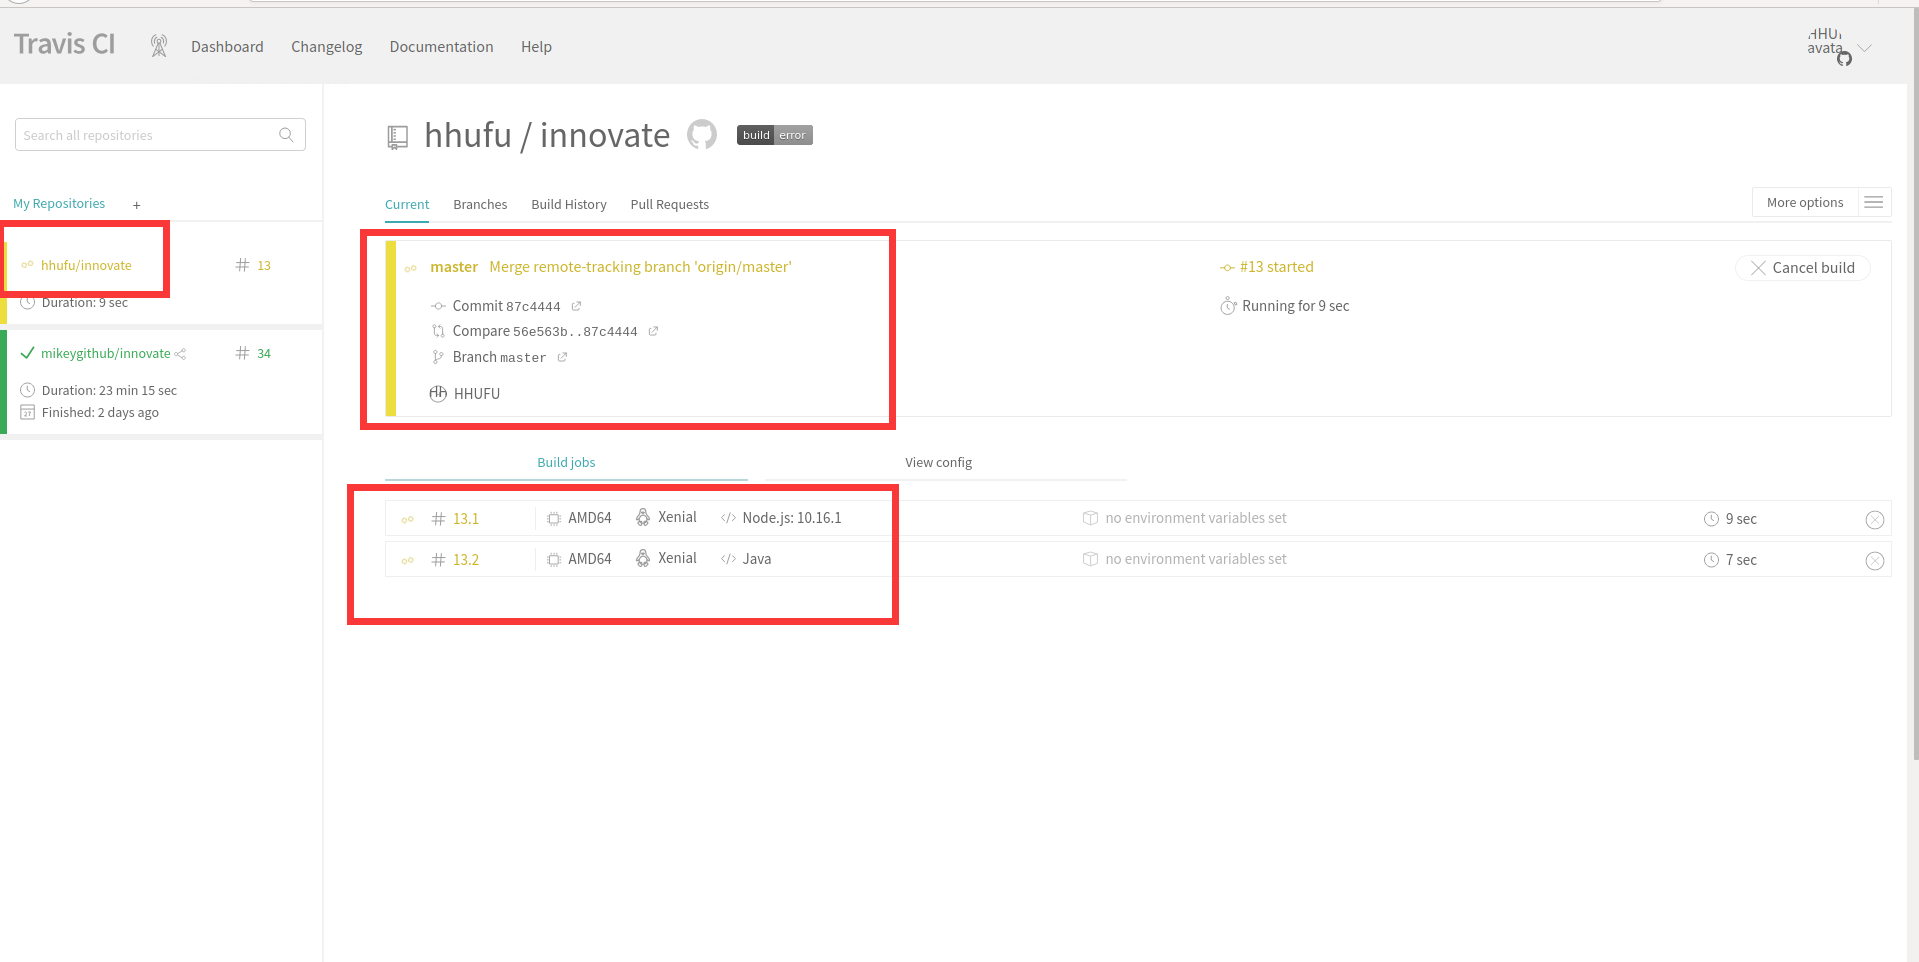 Travis CI
Dashboard
Changelog
Documentation
Help
Search all repositories
My Repositories +
hhufu/innovate # 13
Duration: 9 sec
mikeygithub/innovate # 34
Duration: 23 min 15 sec
27 Finished: 2 days ago
hhufu / innovate build error
Current
Branches
Build History
Pull Requests
More options
master Merge remote-tracking branch 'origin/master'
Commit 87c4444
Compare 56e563b..87c4444
Branch master
HHUFU
#13 started
Running for 9 sec
Cancel build
Build jobs
View config
# 13.1 AMD64 Xenial </> Node.js: 10.16.1 no environment variables set 9 sec
# 13.2 AMD64 Xenial </> Java no environment variables set 7 sec